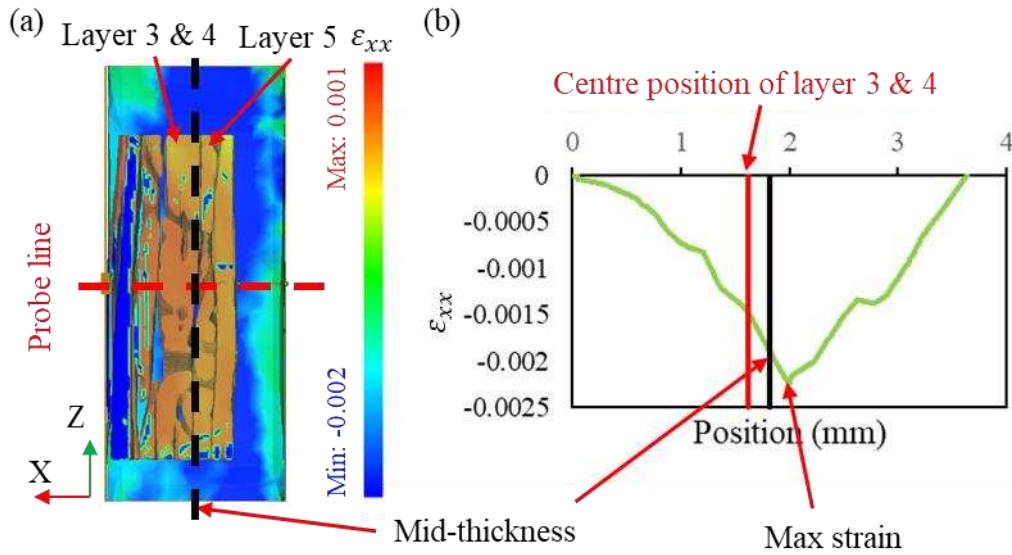 (a)
Layer 3 & 4
Layer 5
εxx
Max: 0.001
Min: -0.002
Probe line
Z
X
(b)
Centre position of layer 3 & 4
0 1 2 3 4
0
-0.0005
-0.001
-0.0015
-0.002
-0.0025
εxx
Position (mm)
Mid-thickness
Max strain